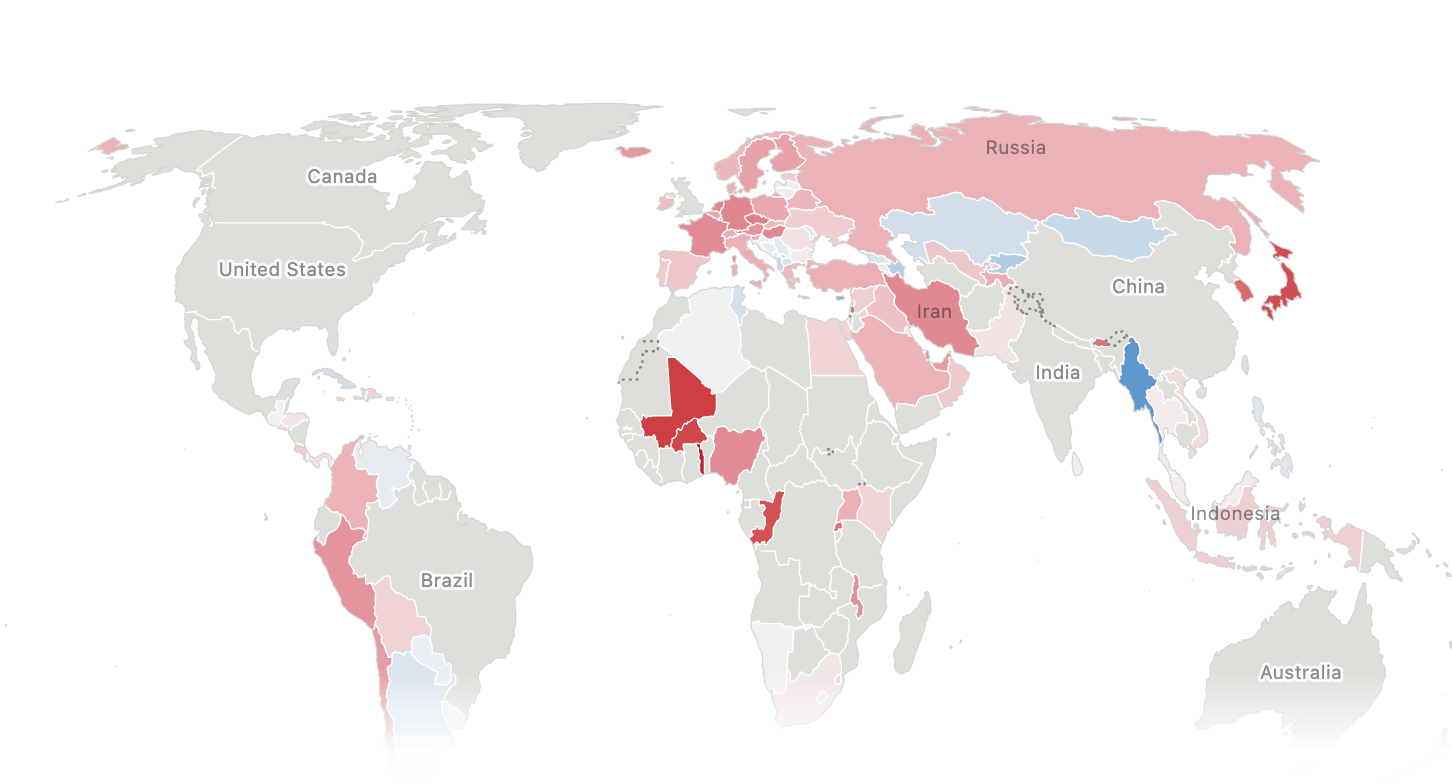 Russia
Canada
United States
China
Iran
India
Indonesia
Brazil
Australia